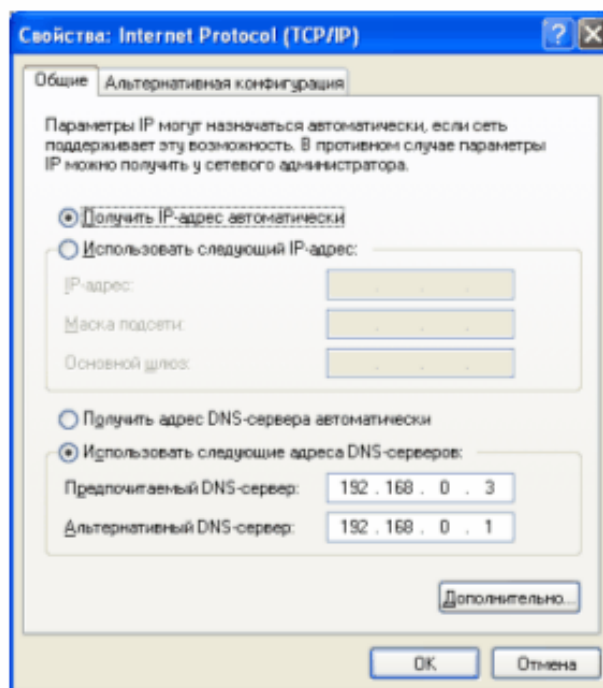 Свойства: Internet Protocol (TCP/IP)
Общие
Альтернативная конфигурация
Параметры IP могут назначаться автоматически, если сеть
поддерживает эту возможность. В противном случае параметры
IP можно получить у сетевого администратора.
Получить IP-адрес автоматически
Использовать следующий IP-адрес:
IP-адрес:
Маска подсети:
Основной шлюз:
Получить адрес DNS-сервера автоматически
Использовать следующие адреса DNS-серверов:
Предпочитаемый DNS-сервер: 192 . 168 . 0 . 3
Альтернативный DNS-сервер: 192 . 168 . 0 . 1
Дополнительно...
OK Отмена